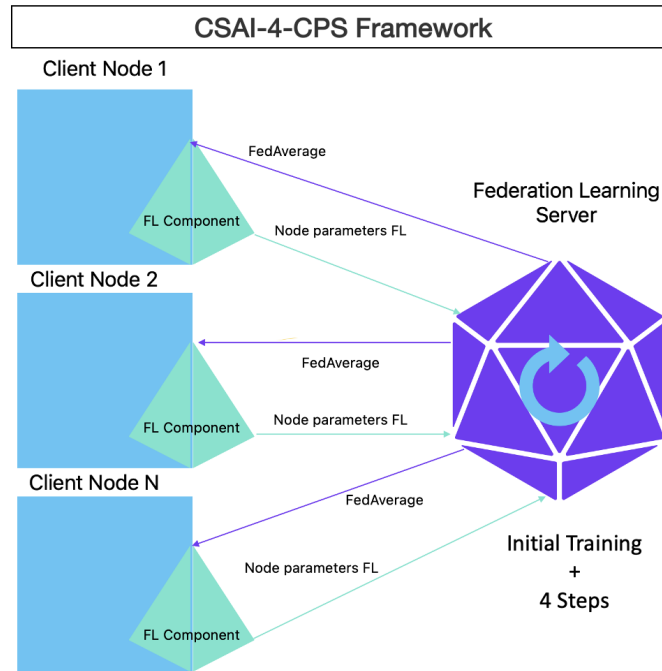 CSAI-4-CPS Framework
Client Node 1
FedAverage
FL Component
Node parameters FL
Federation Learning
Server
Client Node 2
FedAverage
FL Component
Node parameters FL
Client Node N
FedAverage
Node parameters FL
FL Component
Initial Training
+
4 Steps